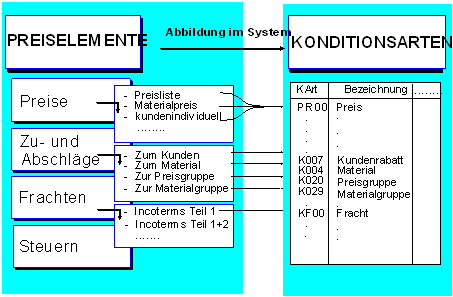 PREISELEMENTE
Abbildung im System
KONDITIONSARTEN
Preise
- Preisliste
- Materialpreis
- kundenindividuell
........
Zu- und
Abschläge
- Zum Kunden
- Zum Material
- Zur Preisgruppe
- Zur Materialgruppe
Frachten
- Incoterms Teil 1
- Incoterms Teil 1+2
.......
Steuern
KArt Bezeichnung ........
PR00 Preis
. .
. .
. .
K007 Kundenrabatt
K004 Material
K020 Preisgruppe
K029 Materialgruppe
. .
KF00 Fracht
. .
. .